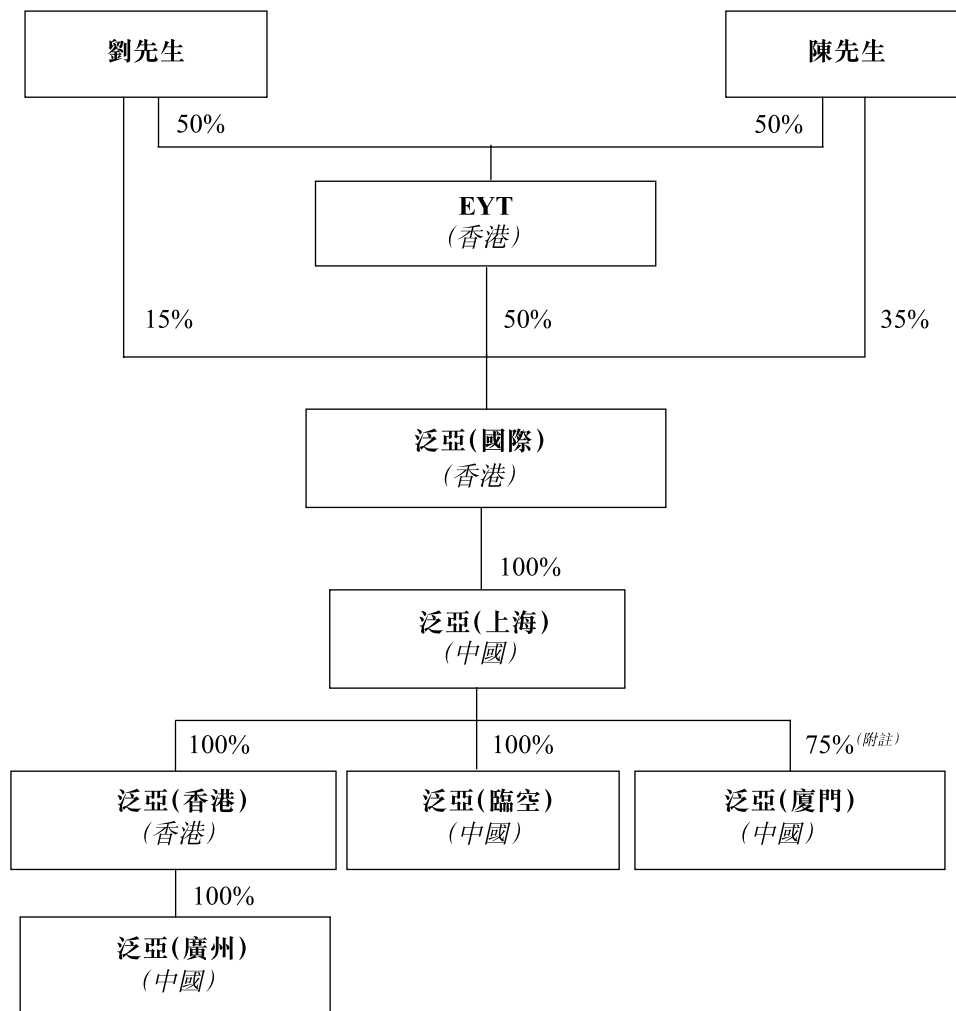 劉先生
陳先生
50%
50%
EYT
(香港)
15%
50%
35%
泛亞(國際)
(香港)
100%
泛亞(上海)
(中國)
100%
100%
75%(附註)
泛亞(香港)
(香港)
泛亞(臨空)
(中國)
泛亞(廈門)
(中國)
100%
泛亞(廣州)
(中國)